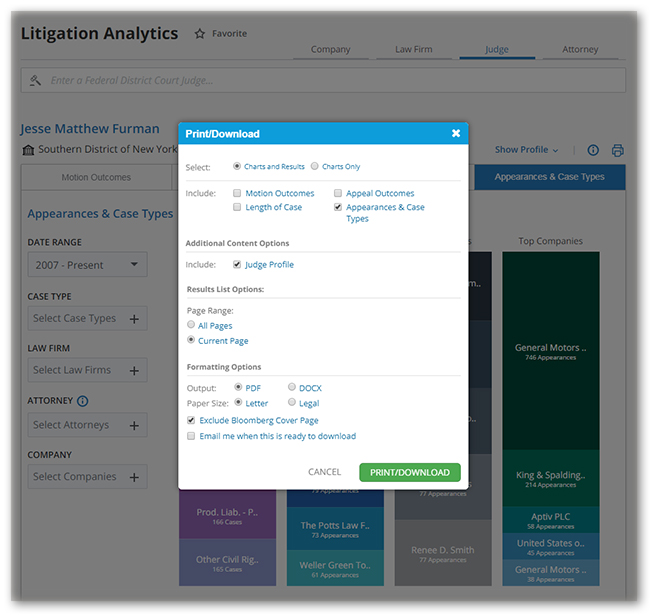 Litigation Analytics
Favorite
Company
Law Firm
Judge
Attorney
Enter a Federal District Court Judge...
Jesse Matthew Furman
Southern District of New York
Show Profile
Motion Outcomes
Appearances & Case Types
Appearances & Case Types
DATE RANGE
2007 - Present
CASE TYPE
Select Case Types
LAW FIRM
Select Law Firms
ATTORNEY
Select Attorneys
COMPANY
Select Companies
Print/Download
Select: Charts and Results Charts Only
Include: Motion Outcomes Appeal Outcomes
Length of Case Appearances & Case
Types
Additional Content Options
Include: Judge Profile
Results List Options:
Page Range:
All Pages
Current Page
Formatting Options
Output: PDF DOCX
Paper Size: Letter Legal
Exclude Bloomberg Cover Page
Email me when this is ready to download
CANCEL PRINT/DOWNLOAD
Prod. Liab. - P..
166 Cases
Other Civil Rig..
165 Cases
79 Appearances
The Potts Law F..
73 Appearances
Weller Green To..
61 Appearances
77 Appearances
Renee D. Smith
77 Appearances
Top Companies
General Motors ..
746 Appearances
King & Spalding..
214 Appearances
Aptiv PLC
58 Appearances
United States o..
45 Appearances
General Motors ..
38 Appearances